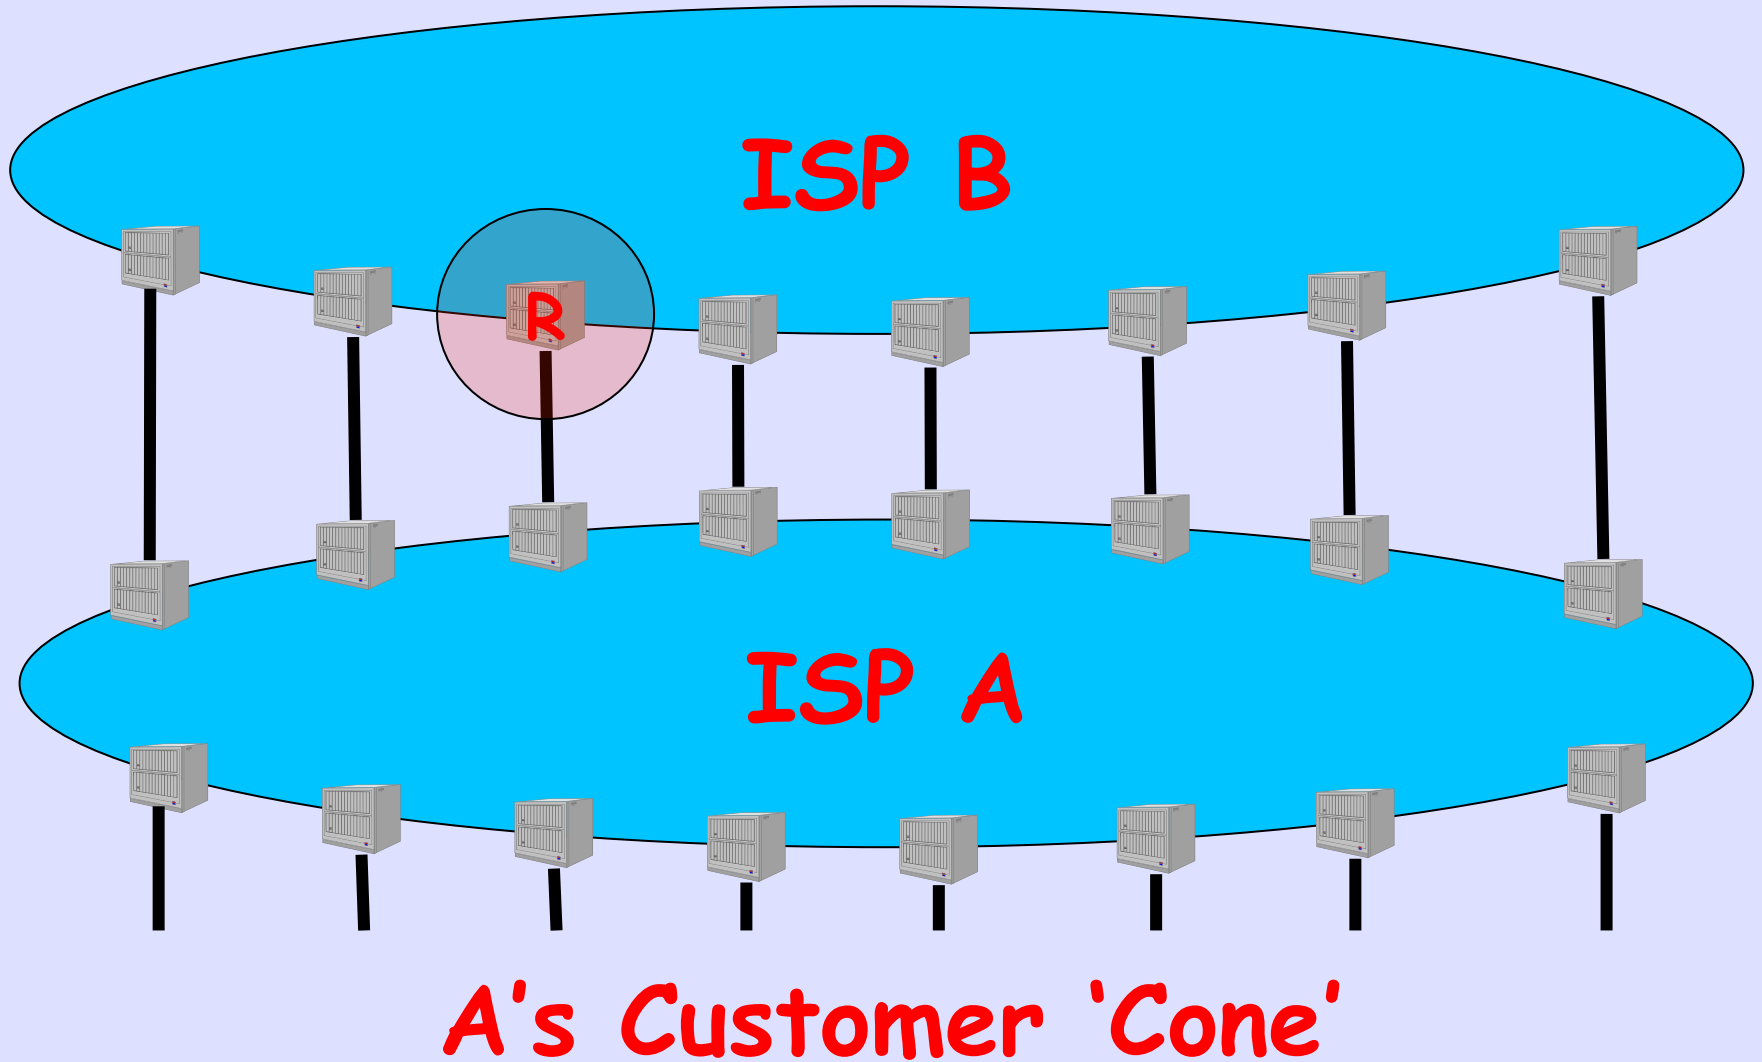 ISP B
R
ISP A
A's Customer ‘Cone’